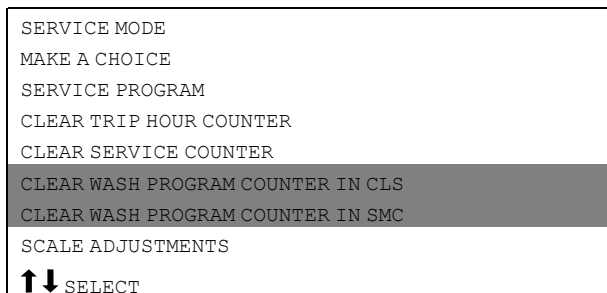 SERVICE MODE
MAKE A CHOICE
SERVICE PROGRAM
CLEAR TRIP HOUR COUNTER
CLEAR SERVICE COUNTER
CLEAR WASH PROGRAM COUNTER IN CLS
CLEAR WASH PROGRAM COUNTER IN SMC
SCALE ADJUSTMENTS
⬆⬇ SELECT